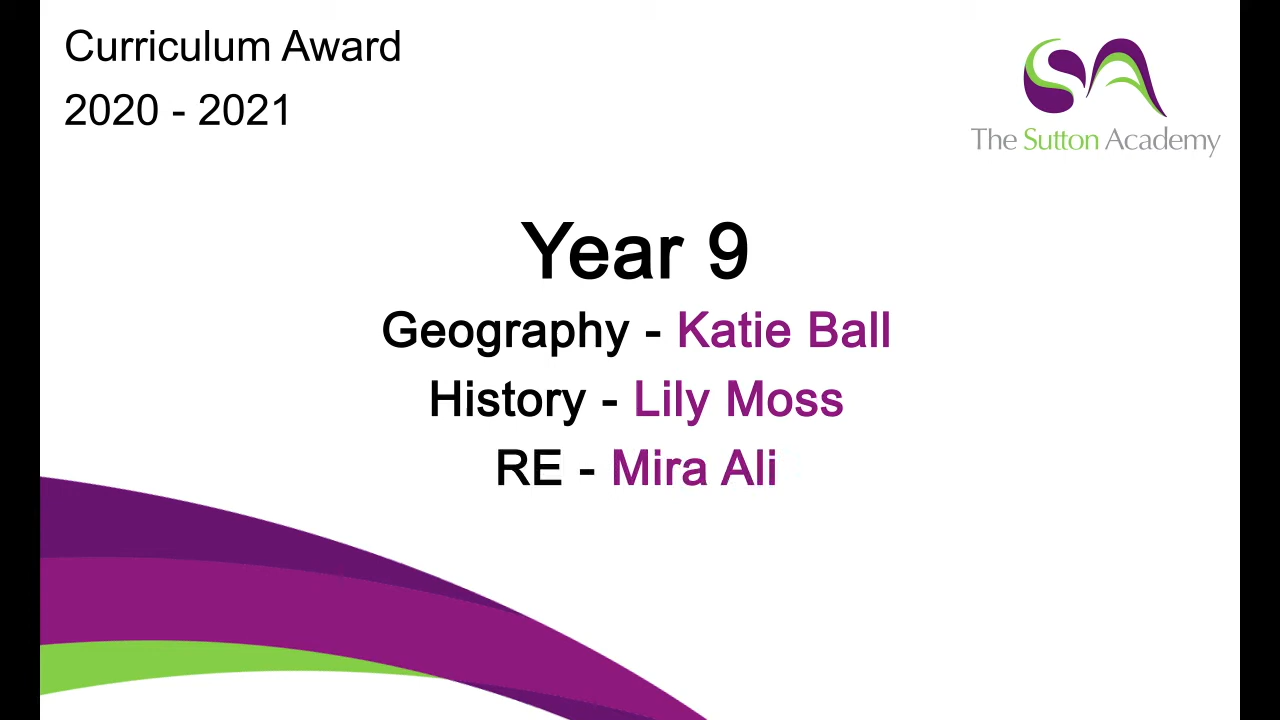 Curriculum Award
2020 - 2021
The Sutton Academy
Year 9
Geography - Katie Ball
History - Lily Moss
RE - Mira Ali